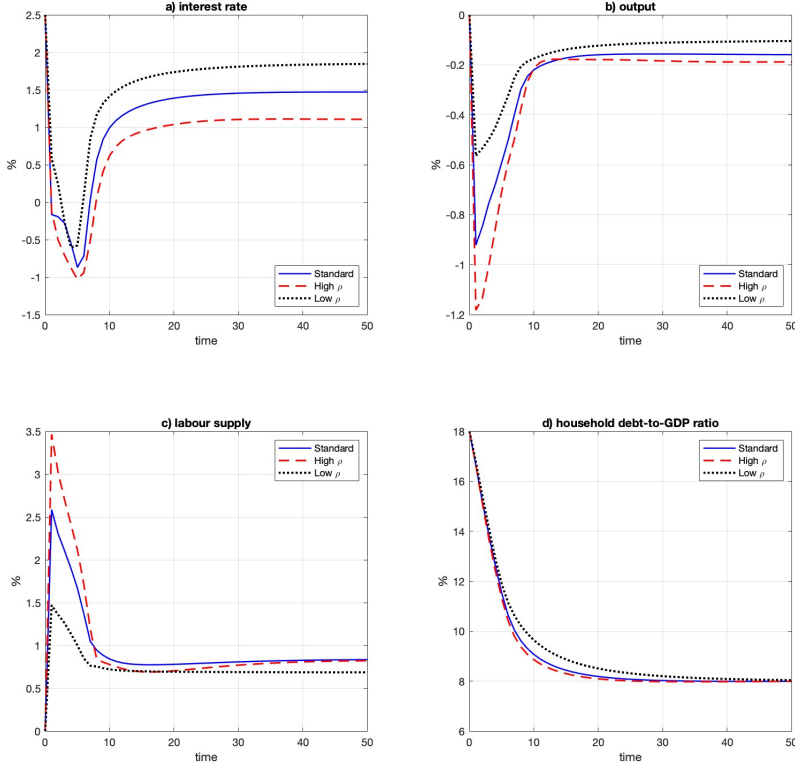 a) interest rate
2.5
2
1.5
1
0.5
0
-0.5
-1
-1.5
%
0
10
20
30
40
50
time
Standard
High ρ
Low ρ
b) output
0
-0.2
-0.4
-0.6
-0.8
-1
-1.2
%
0
10
20
30
40
50
time
Standard
High ρ
Low ρ
c) labour supply
3.5
3
2.5
2
1.5
1
0.5
0
%
0
10
20
30
40
50
time
Standard
High ρ
Low ρ
d) household debt-to-GDP ratio
18
16
14
12
10
8
6
%
0
10
20
30
40
50
time
Standard
High ρ
Low ρ